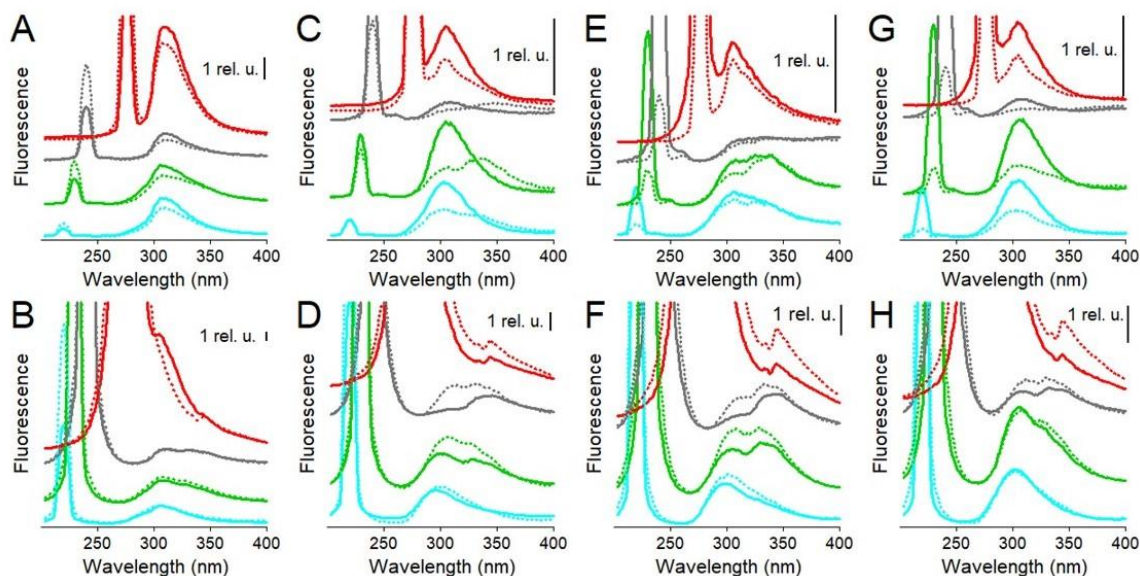 A C E G
1 rel. u. 1 rel. u. 1 rel. u. 1 rel. u.
Fluorescence Fluorescence Fluorescence Fluorescence
250 300 350 400 250 300 350 400 250 300 350 400 250 300 350 400
Wavelength (nm) Wavelength (nm) Wavelength (nm) Wavelength (nm)
B D F H
1 rel. u. 1 rel. u. 1 rel. u. 1 rel. u.
Fluorescence Fluorescence Fluorescence Fluorescence
250 300 350 400 250 300 350 400 250 300 350 400 250 300 350 400
Wavelength (nm) Wavelength (nm) Wavelength (nm) Wavelength (nm)